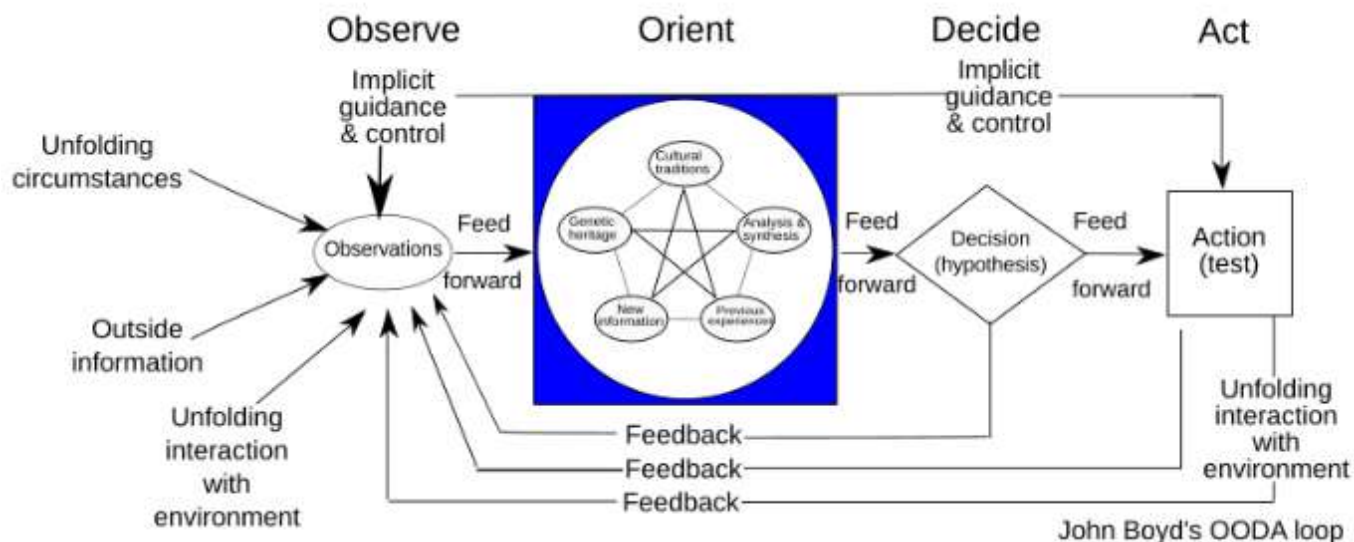 Observe
Orient
Decide
Act
Implicit
guidance
& control
Implicit
guidance
& control
Unfolding
circumstances
Cultural
traditions
Genetic
heritage
Analysis &
synthesis
New
information
Previous
experiences
Observations
Feed
forward
Feed
forward
Decision
(hypothesis)
Feed
forward
Action
(test)
Outside
information
Unfolding
interaction
with
environment
Feedback
Feedback
Feedback
Unfolding
interaction
with
environment
John Boyd's OODA loop